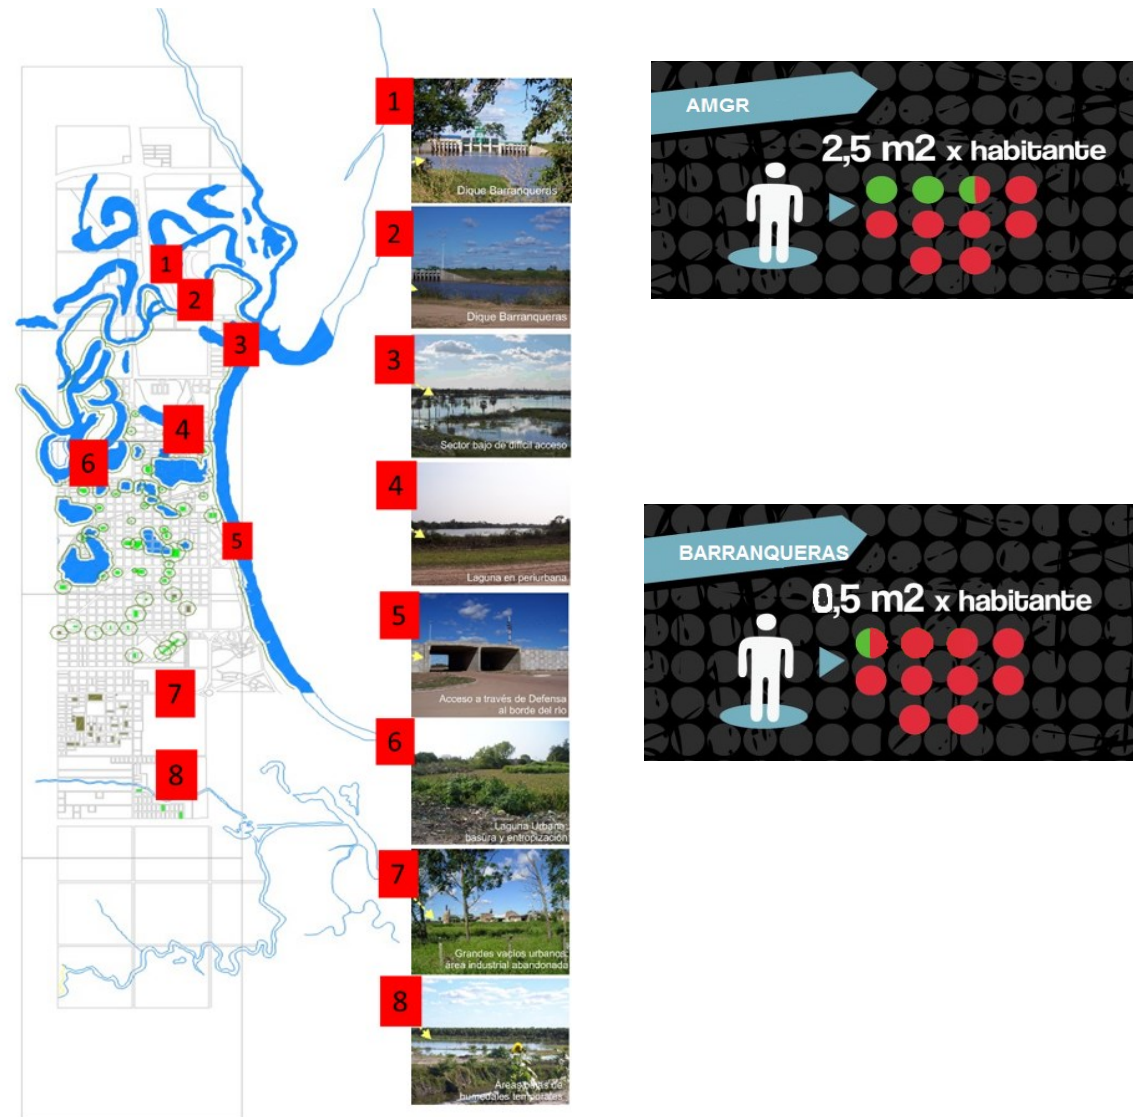 1
2
3
4
6
5
7
8
1
Dique Barranqueras
2
Dique Barranqueras
3
Sector bajo de difícil acceso
4
Laguna en periurbana
5
Acceso a través de Defensa
al borde del río
6
Laguna Urbana
basura y entropización
7
Grandes vacíos urbanos
área industrial abandonada
8
Areas bajas de
humedales temporales
AMGR
2,5 m2 x habitante
BARRANQUERAS
0,5 m2 x habitante